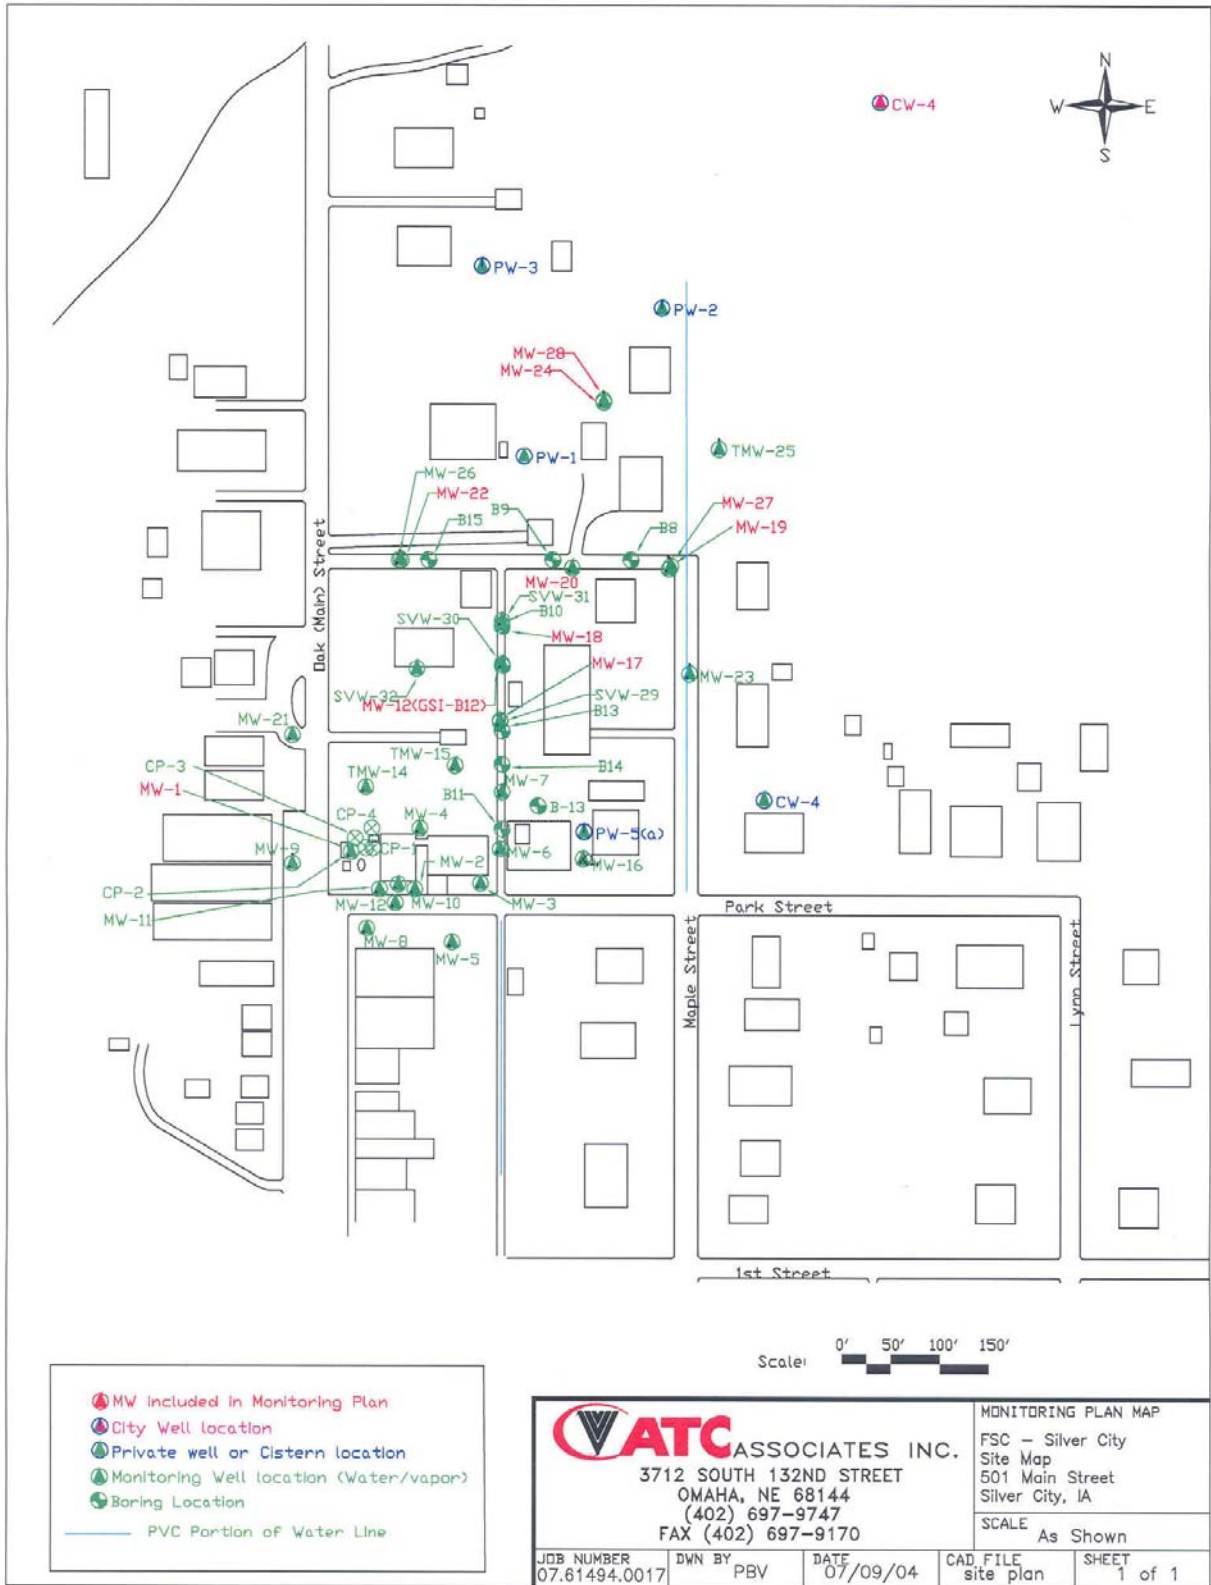 N
W E
S
CW-4
PW-3
PW-2
MW-28
MW-24
PW-1
TMW-25
MW-26
MW-22
B9
B15
B8
MW-27
MW-19
Oak (Main) Street
MW-20
SVW-31
B10
SVW-30
MW-18
MW-17
SVW-32
MW-12(GSI-B12)
SVW-29
B13
MW-23
MW-21
TMW-15
B14
CP-3
TMW-14
MW-7
MW-1
B11
B-13
CW-4
CP-4
MW-4
PW-5(a)
CP-1
MW-9
MW-2
MW-6
MW-16
CP-2
MW-12
MW-10
MW-3
MW-11
Park Street
MW-8
MW-5
Maple Street
Lynn Street
1st Street
0' 50' 100' 150'
Scale:
MW included in Monitoring Plan
City Well location
Private well or Cistern location
Monitoring Well location (Water/vapor)
Boring Location
PVC Portion of Water Line
ATC ASSOCIATES INC.
3712 SOUTH 132ND STREET
OMAHA, NE 68144
(402) 697-9747
FAX (402) 697-9170
MONITORING PLAN MAP
FSC - Silver City
Site Map
501 Main Street
Silver City, IA
SCALE
As Shown
JOB NUMBER
07.61494.0017
DWN BY
PBV
DATE
07/09/04
CAD FILE
site plan
SHEET
1 of 1